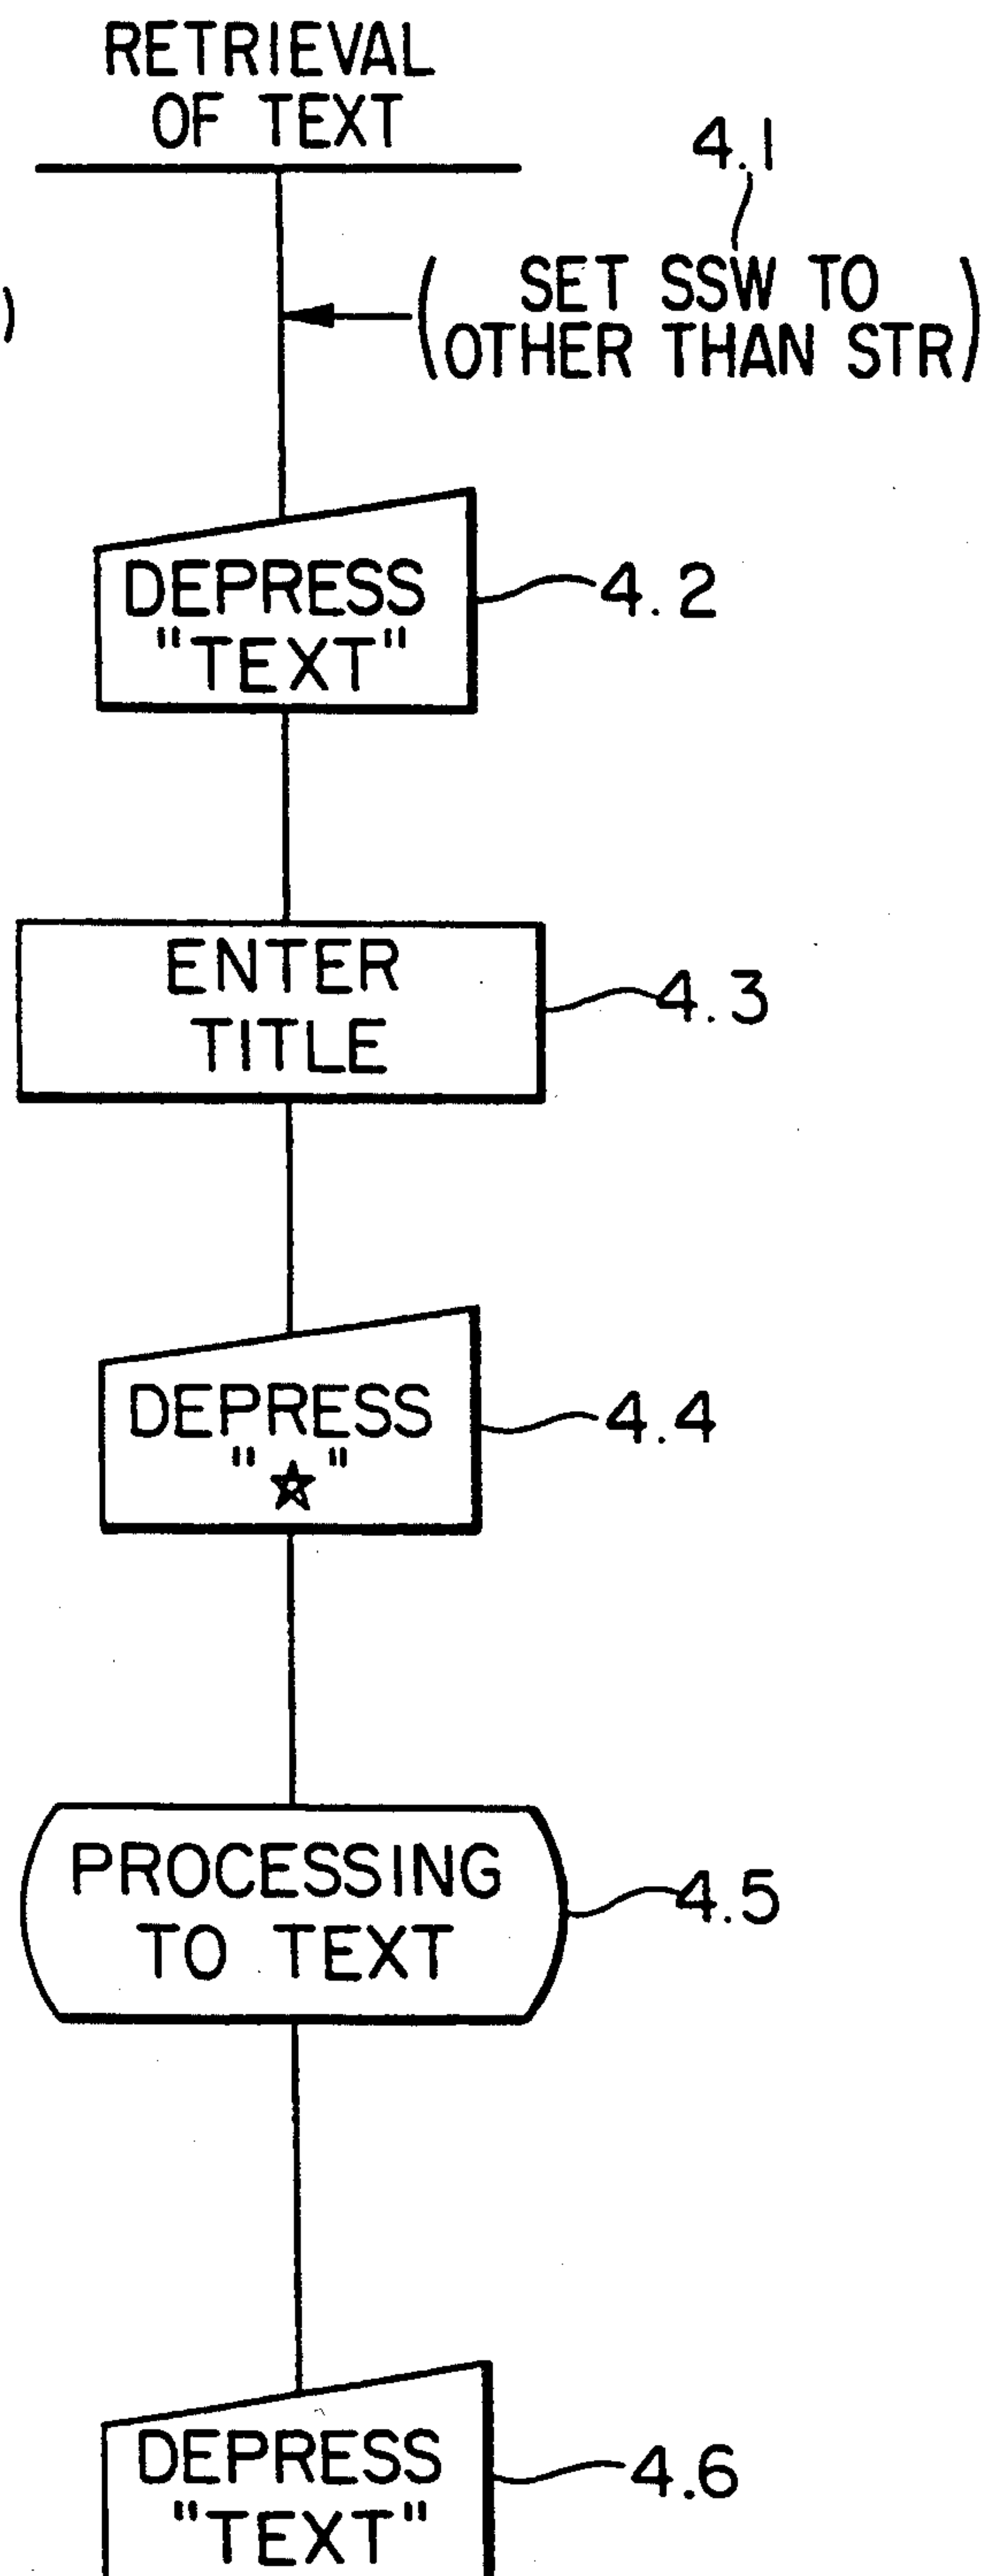 RETRIEVAL
OF TEXT
4.1
( SET SSW TO )
(OTHER THAN STR)
)
DEPRESS
"TEXT"
4.2
ENTER
TITLE
4.3
DEPRESS
"☆"
4.4
PROCESSING
TO TEXT
4.5
DEPRESS
"TEXT"
4.6